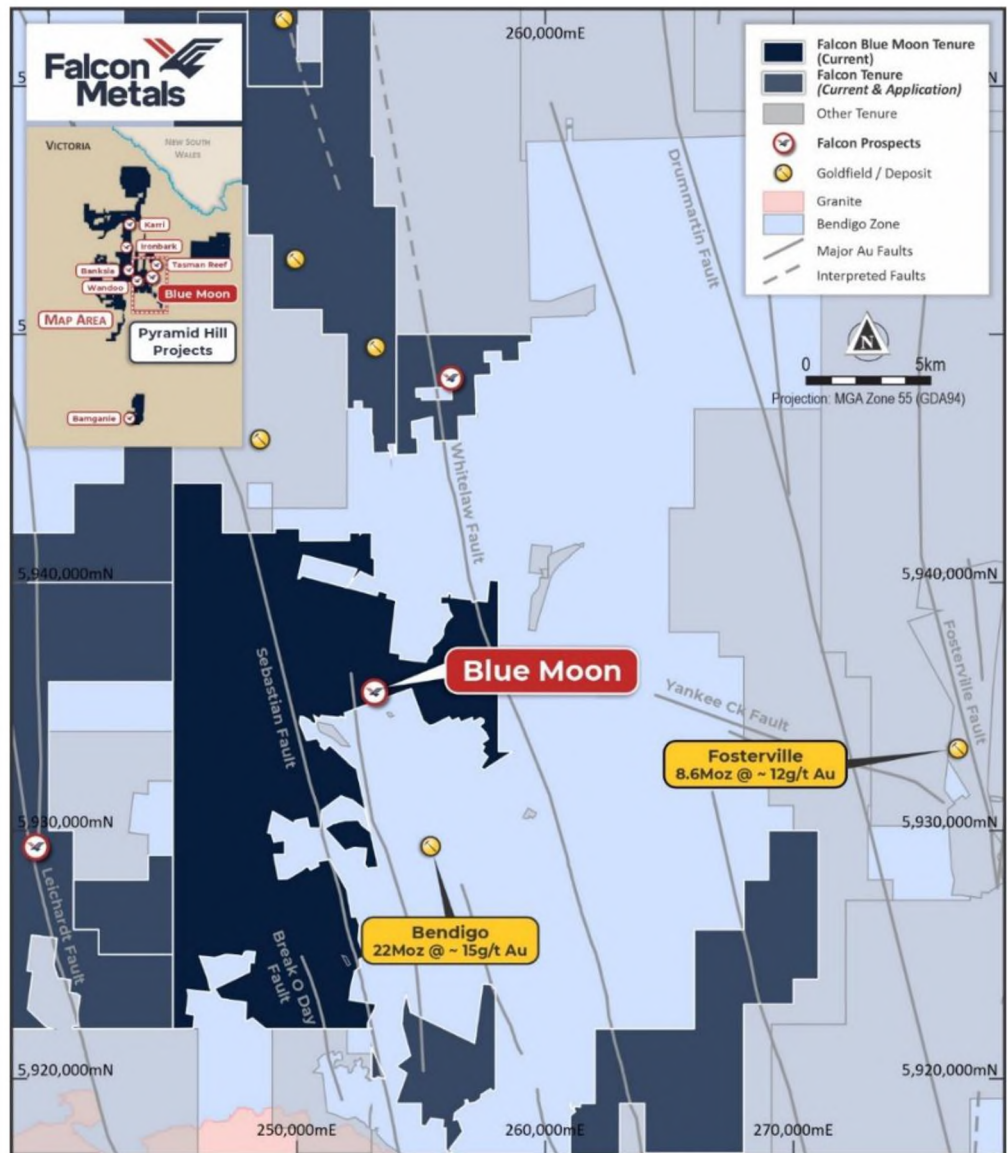 Falcon
Metals
VICTORIA
NEW SOUTH
WALES
Karri
Ironbark
Banksia
Tasman Reef
Wandoo
Blue Moon
MAP AREA
Pyramid Hill
Projects
Bamganie
260,000mE
Falcon Blue Moon Tenure
(Current)
Falcon Tenure
(Current & Application)
Other Tenure
Falcon Prospects
Goldfield / Deposit
Granite
Bendigo Zone
Major Au Faults
Interpreted Faults
N
0 5km
Projection: MGA Zone 55 (GDA94)
Drummartin Fault
Whitelaw Fault
5,940,000mN
5,940,000mN
Sebastian Fault
Blue Moon
Yankee Ck Fault
Fosterville Fault
Fosterville
8.6Moz @ ~ 12g/t Au
5,930,000mN
5,930,000mN
Leichardt Fault
Bendigo
22Moz @ ~ 15g/t Au
Break O Day
Fault
5,920,000mN
5,920,000mN
250,000mE
260,000mE
270,000mE